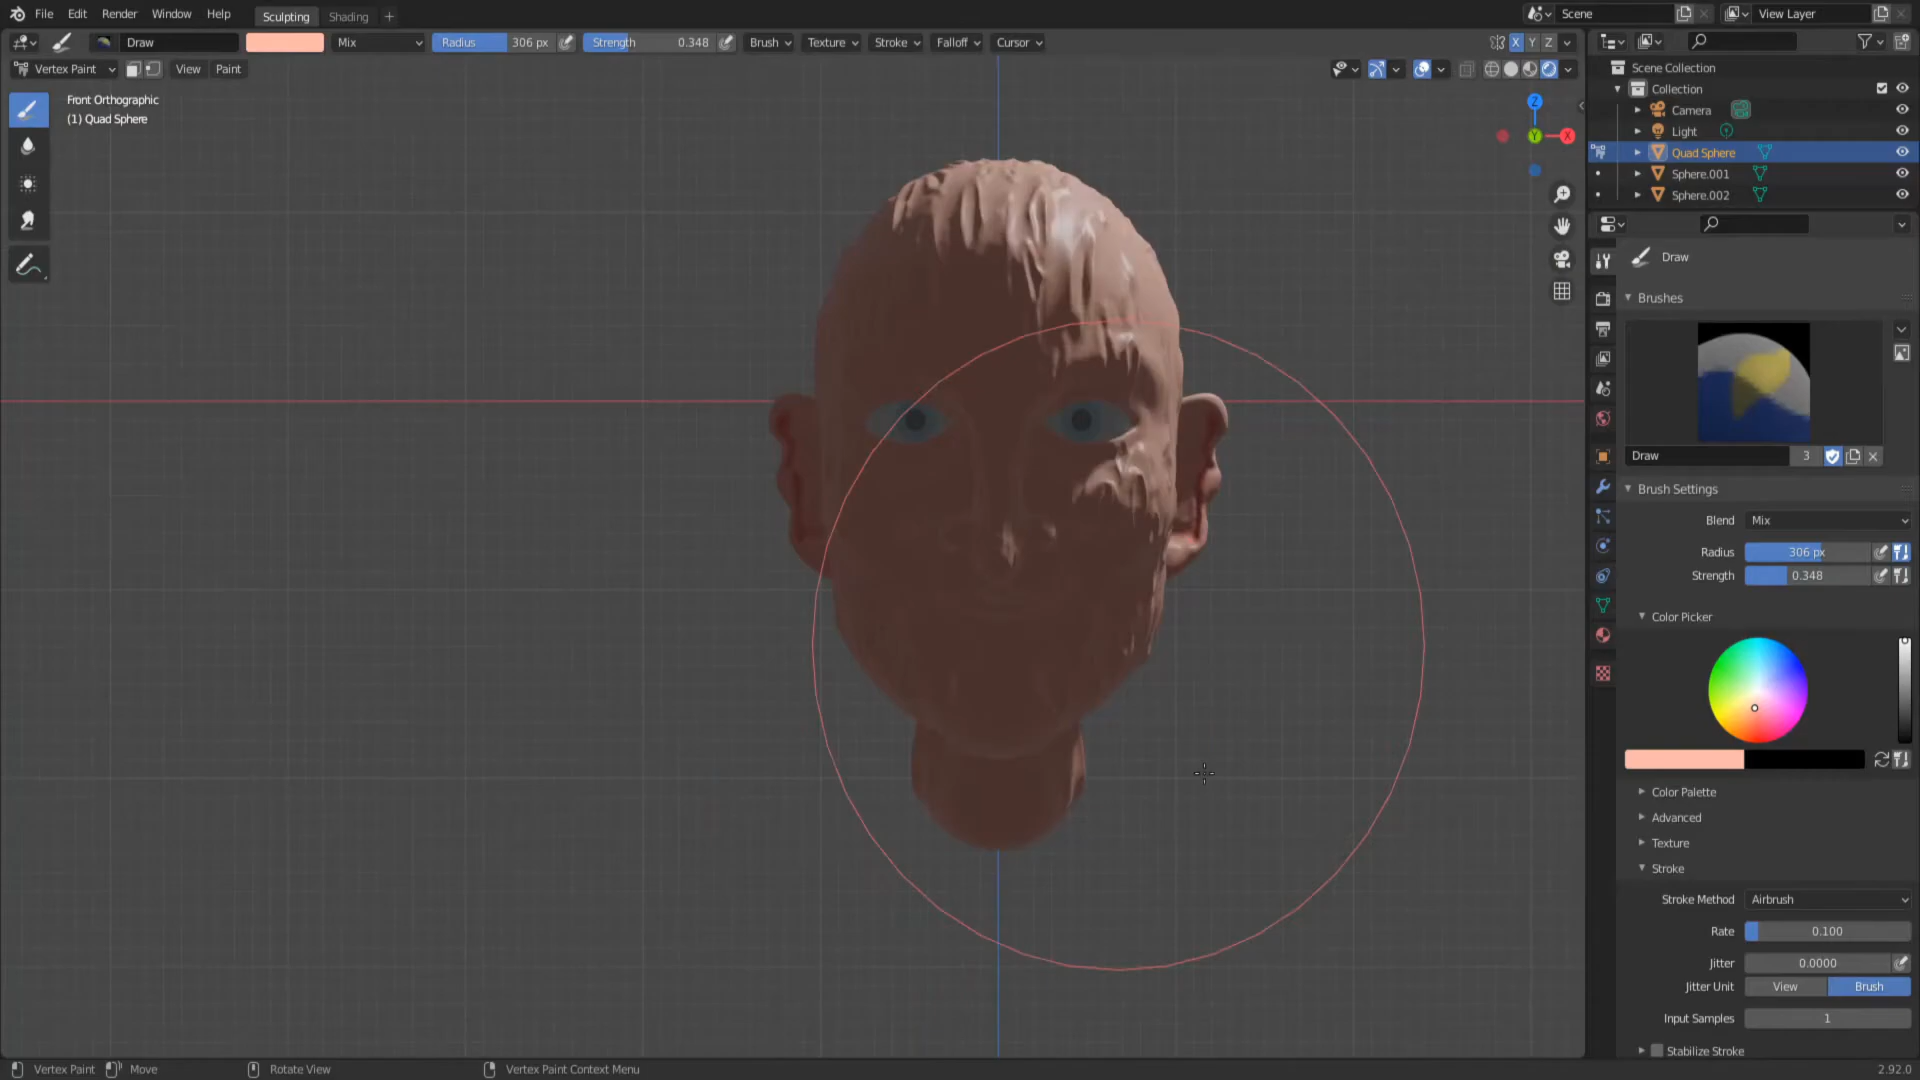 File Edit Render Window Help Sculpting Shading + Scene View Layer
Draw Mix Radius 306 px Strength 0.348 Brush Texture Stroke Falloff Cursor X Y Z
Vertex Paint View Paint
Front Orthographic
(1) Quad Sphere
Z
Y
X
Scene Collection
Collection
Camera
Light
Quad Sphere
Sphere.001
Sphere.002
Draw
Brushes
Draw 3
Brush Settings
Blend Mix
Radius 306 px
Strength 0.348
Color Picker
Color Palette
Advanced
Texture
Stroke
Stroke Method Airbrush
Rate 0.100
Jitter 0.0000
Jitter Unit View Brush
Input Samples 1
Stabilize Stroke
Vertex Paint Move Rotate View Vertex Paint Context Menu 2.92.0